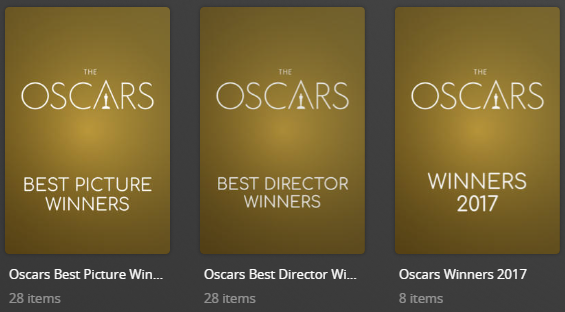 THE
OSCARS
BEST PICTURE
WINNERS
Oscars Best Picture Win...
28 items
THE
OSCARS
BEST DIRECTOR
WINNERS
Oscars Best Director Wi...
28 items
THE
OSCARS
WINNERS
2017
Oscars Winners 2017
8 items